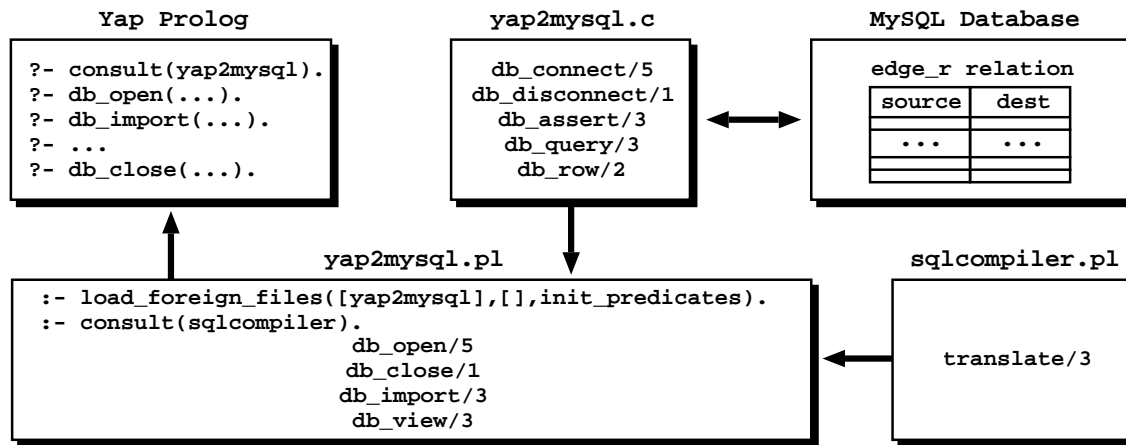 Yap Prolog
?- consult(yap2mysql).
?- db_open(...).
?- db_import(...).
?- ...
?- db_close(...).
yap2mysql.c
db_connect/5
db_disconnect/1
db_assert/3
db_query/3
db_row/2
MySQL Database
edge_r relation
source dest
... ...
yap2mysql.pl
:- load_foreign_files([yap2mysql],[],init_predicates).
:- consult(sqlcompiler).
db_open/5
db_close/1
db_import/3
db_view/3
sqlcompiler.pl
translate/3